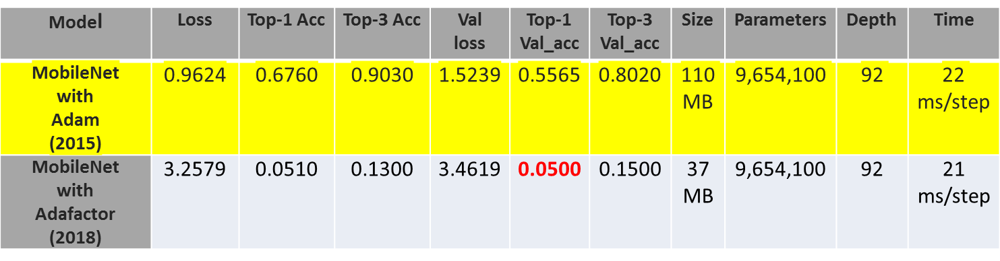 Model Loss Top-1 Acc Top-3 Acc Val loss Top-1 Val_acc Top-3 Val_acc Size Parameters Depth Time
MobileNet with Adam (2015) 0.9624 0.6760 0.9030 1.5239 0.5565 0.8020 110 MB 9,654,100 92 22 ms/step
MobileNet with Adafactor (2018) 3.2579 0.0510 0.1300 3.4619 0.0500 0.1500 37 MB 9,654,100 92 21 ms/step